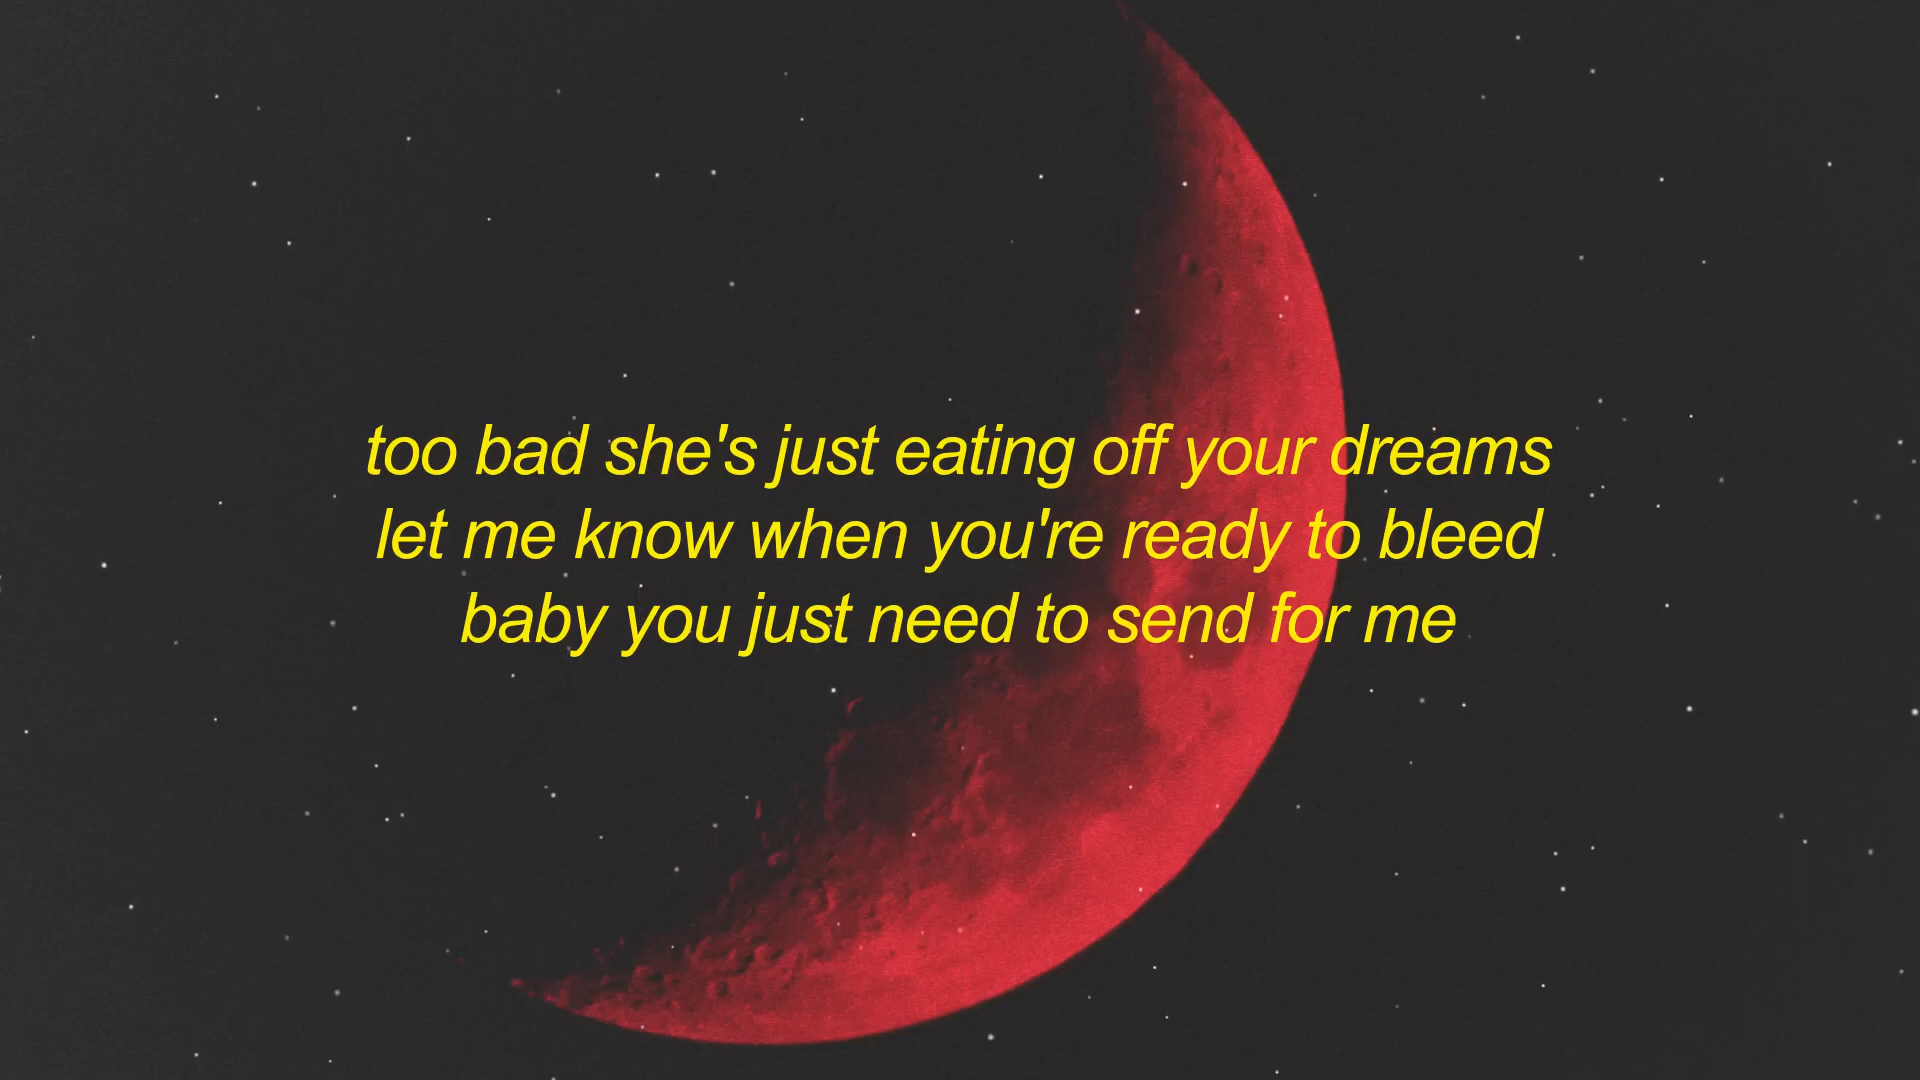 too bad she's just eating off your dreams
let me know when you're ready to bleed
baby you just need to send for me